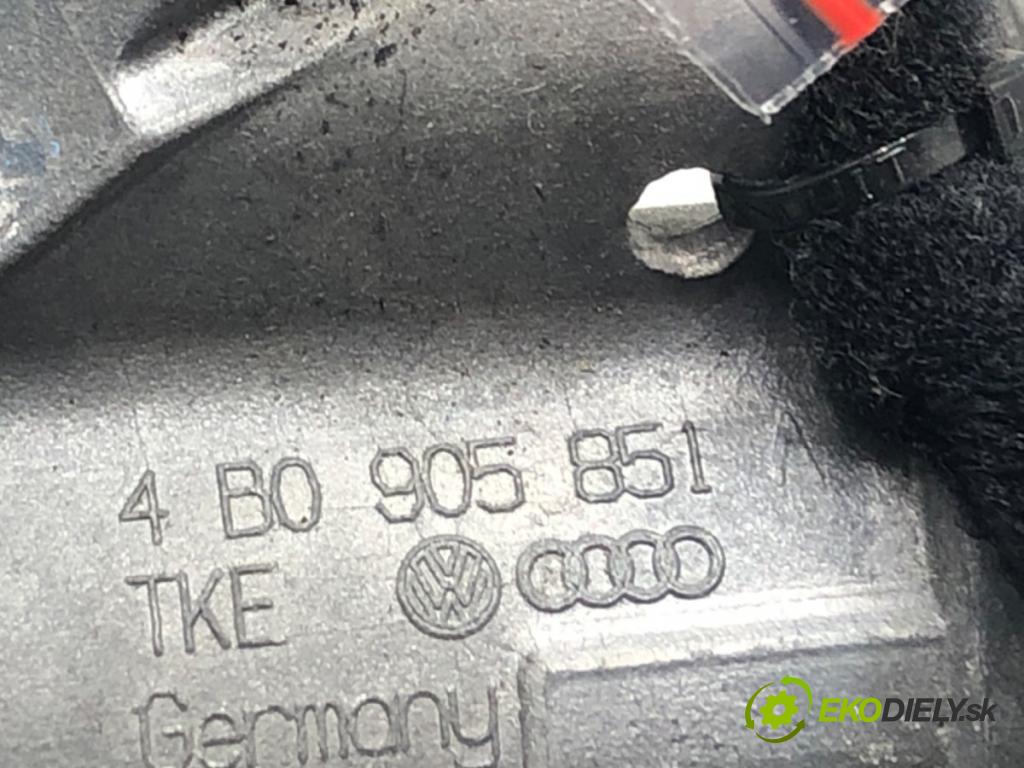 4 B0 905 851 A
TKE
Germany
EKODIELY.sk